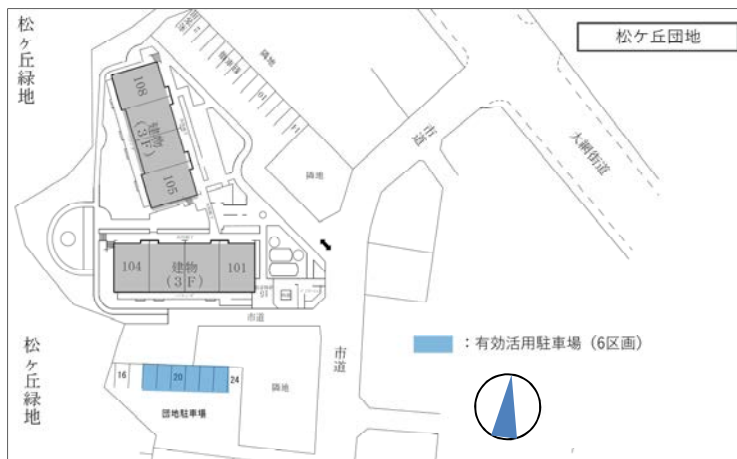 松ケ丘団地
松ヶ丘緑地
隣地
108
建物
(3F)
105
隣地
市道
大網街道
104
建物
(3F)
101
市道
市道
：有効活用駐車場（6区画）
松ヶ丘緑地
16
20
24
隣地
団地駐車場